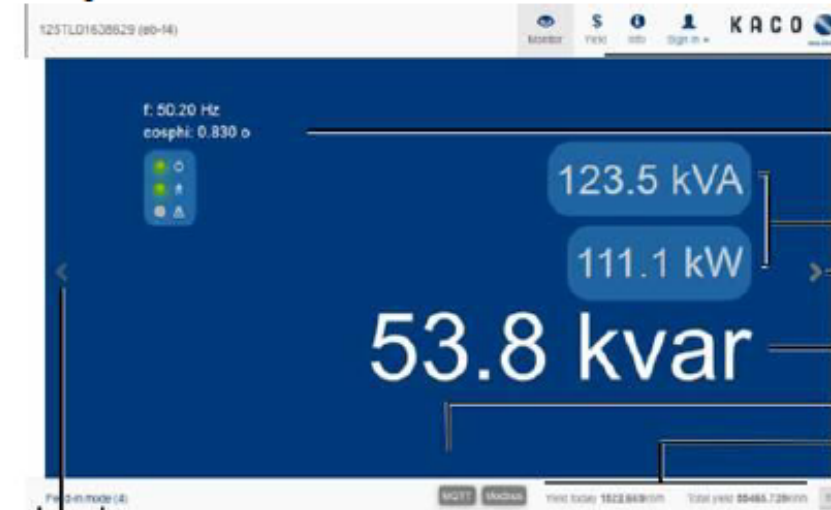 125TLD1638629 (eb-f4)
Monitor Yield Info Sign in KACO
f: 50.20 Hz
cosphi: 0.830 o
123.5 kVA
111.1 kW
53.8 kvar
Feed-in mode (4) MQTT Modbus Yield today Total yield